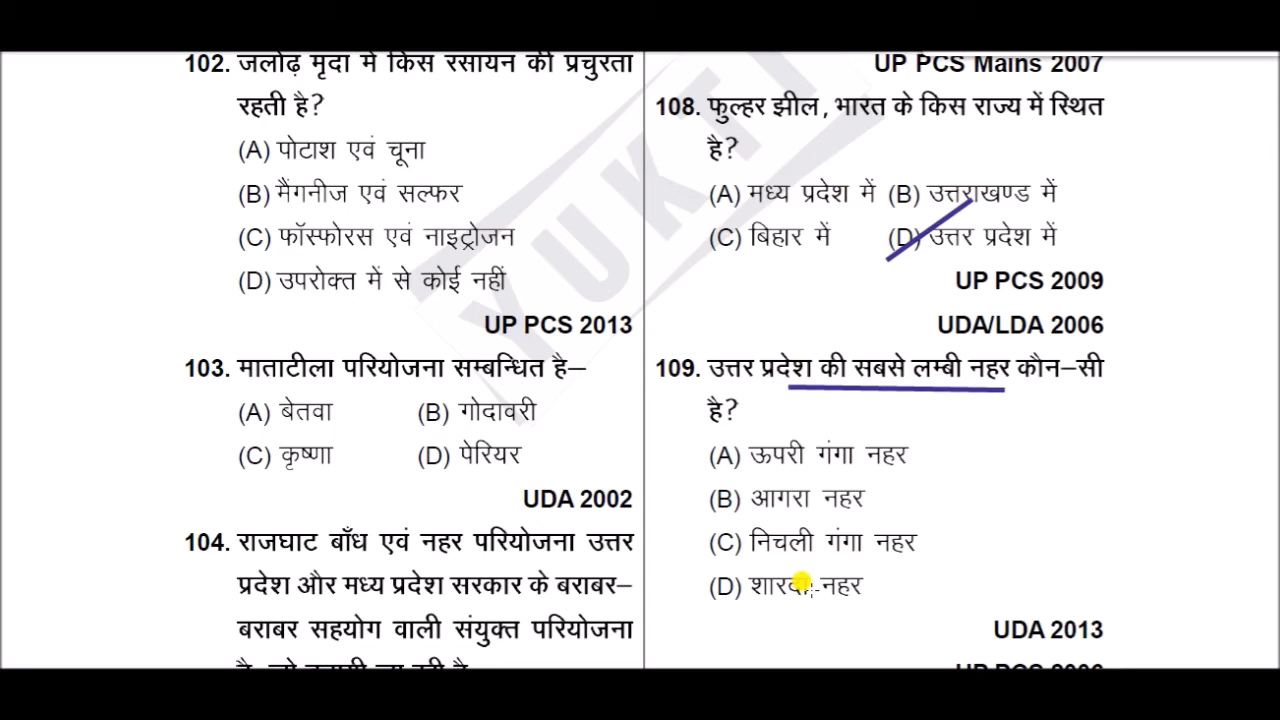 102. जलोढ़ मृदा में किस रसायन की प्रचुरता
रहती है?
(A) पोटाश एवं चूना
(B) मैंगनीज एवं सल्फर
(C) फॉस्फोरस एवं नाइट्रोजन
(D) उपरोक्त में से कोई नहीं
UP PCS 2013
103. माताटीला परियोजना सम्बन्धित है–
(A) बेतवा (B) गोदावरी
(C) कृष्णा (D) पेरियर
UDA 2002
104. राजघाट बाँध एवं नहर परियोजना उत्तर
प्रदेश और मध्य प्रदेश सरकार के बराबर–
बराबर सहयोग वाली संयुक्त परियोजना
UP PCS Mains 2007
108. फुल्हर झील, भारत के किस राज्य में स्थित
है?
(A) मध्य प्रदेश में (B) उत्तराखण्ड में
(C) बिहार में (D) उत्तर प्रदेश में
UP PCS 2009
UDA/LDA 2006
109. उत्तर प्रदेश की सबसे लम्बी नहर कौन–सी
है?
(A) ऊपरी गंगा नहर
(B) आगरा नहर
(C) निचली गंगा नहर
(D) शारदा नहर
UDA 2013
UP PCS 2006
YUKTI